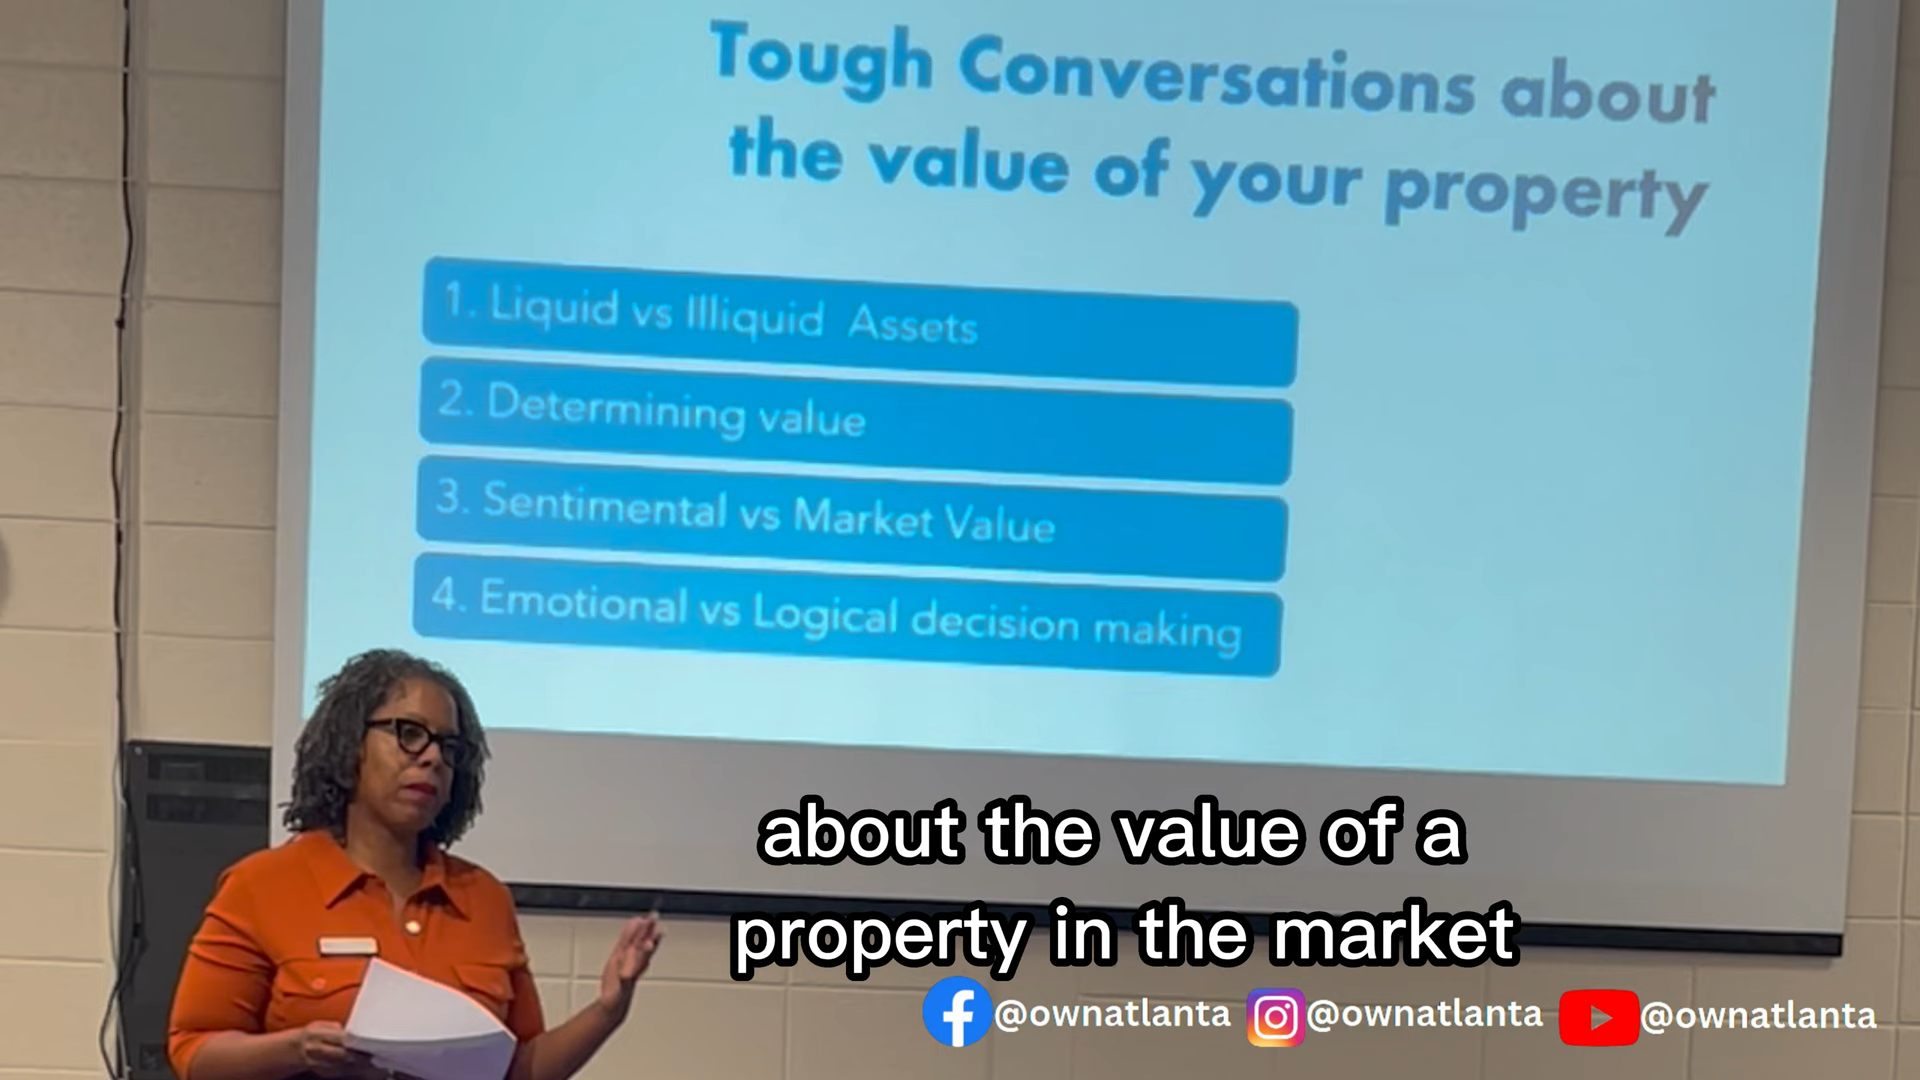 Tough Conversations about
the value of your property
1. Liquid vs Illiquid Assets
2. Determining value
3. Sentimental vs Market Value
4. Emotional vs Logical decision making
about the value of a
property in the market
@ownatlanta @ownatlanta @ownatlanta